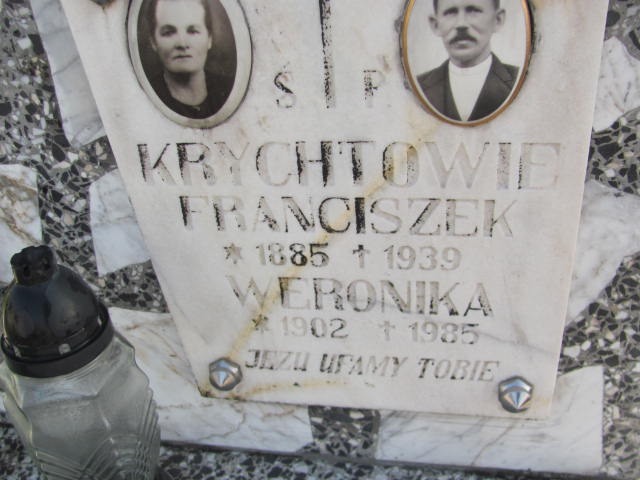 Ś. P.
KRYCHTOWIE
FRANCISZEK
* 1885 † 1939
WERONIKA
* 1902 † 1985
JEZU UFAMY TOBIE